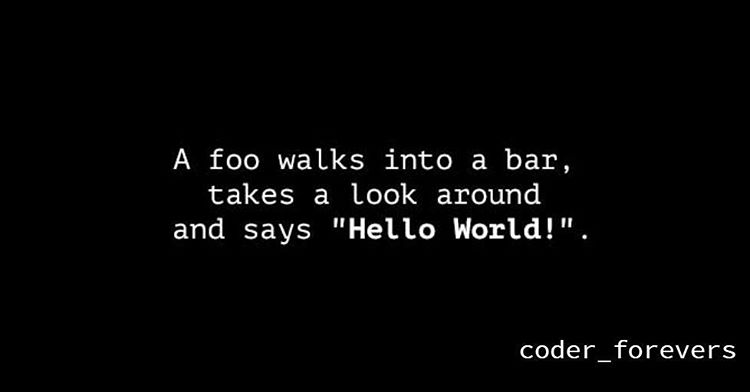 A foo walks into a bar,
takes a look around
and says "Hello World!".
coder_forevers